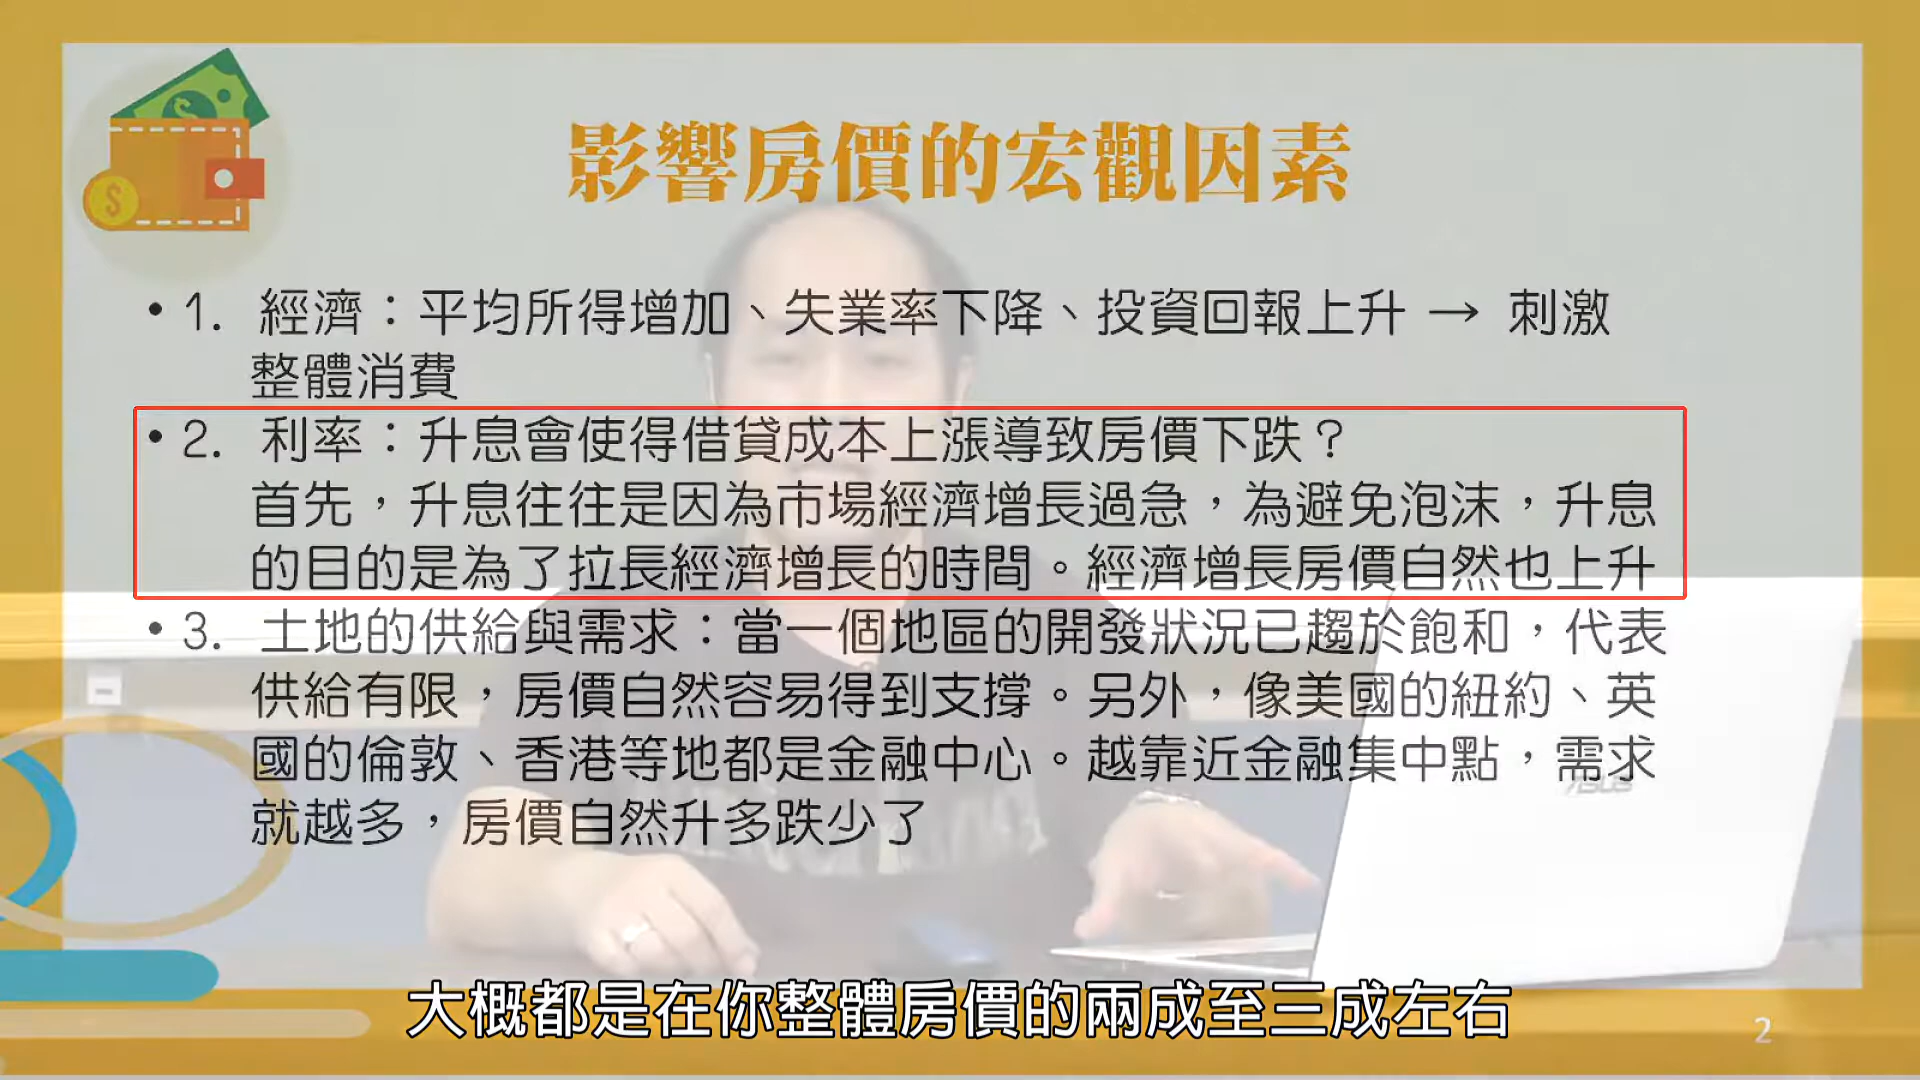 影響房價的宏觀因素
• 1. 經濟：平均所得增加、失業率下降、投資回報上升 → 刺激
整體消費
• 2. 利率：升息會使得借貸成本上漲導致房價下跌？
首先，升息往往是因為市場經濟增長過急，為避免泡沫，升息
的目的是為了拉長經濟增長的時間。經濟增長房價自然也上升
• 3. 土地的供給與需求：當一個地區的開發狀況已趨於飽和，代表
供給有限，房價自然容易得到支撐。另外，像美國的紐約、英
國的倫敦、香港等地都是金融中心。越靠近金融集中點，需求
就越多，房價自然升多跌少了
ASUS
大概都是在你整體房價的兩成至三成左右
2